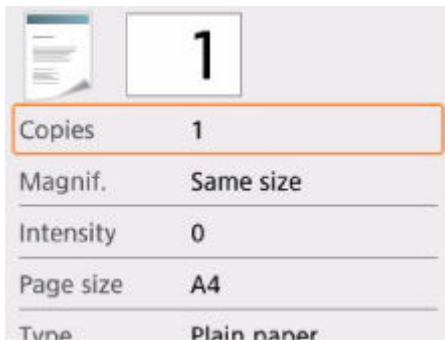 1
Copies 1
Magnif. Same size
Intensity 0
Page size A4
Type Plain paper